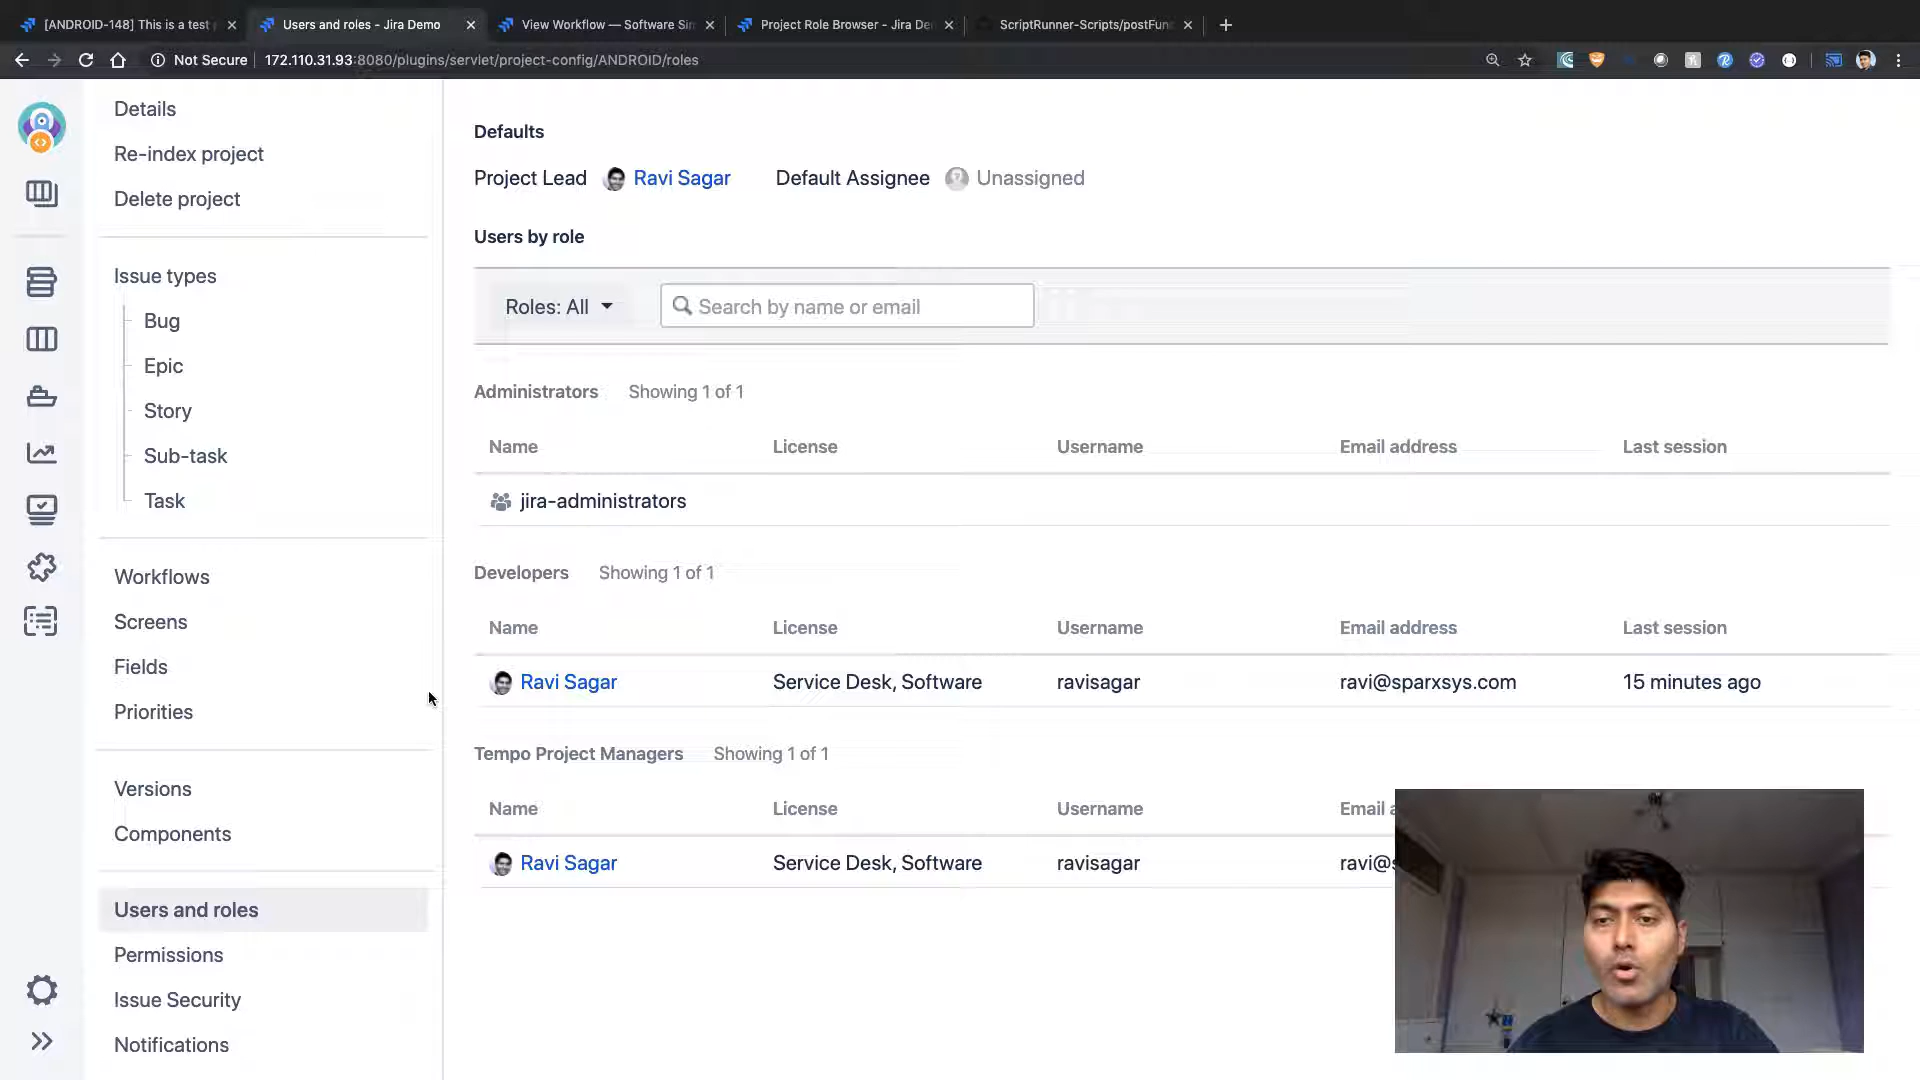 [ANDROID-148] This is a test
Users and roles - Jira Demo
View Workflow — Software Sim
Project Role Browser - Jira De
ScriptRunner-Scripts/postFun
Not Secure
172.110.31.93:8080/plugins/servlet/project-config/ANDROID/roles
Details
Re-index project
Delete project
Issue types
Bug
Epic
Story
Sub-task
Task
Workflows
Screens
Fields
Priorities
Versions
Components
Users and roles
Permissions
Issue Security
Notifications
Defaults
Project Lead Ravi Sagar Default Assignee Unassigned
Users by role
Roles: All Search by name or email
Administrators Showing 1 of 1
Name License Username Email address Last session
jira-administrators
Developers Showing 1 of 1
Name License Username Email address Last session
Ravi Sagar Service Desk, Software ravisagar ravi@sparxsys.com 15 minutes ago
Tempo Project Managers Showing 1 of 1
Name License Username Email a
Ravi Sagar Service Desk, Software ravisagar ravi@s